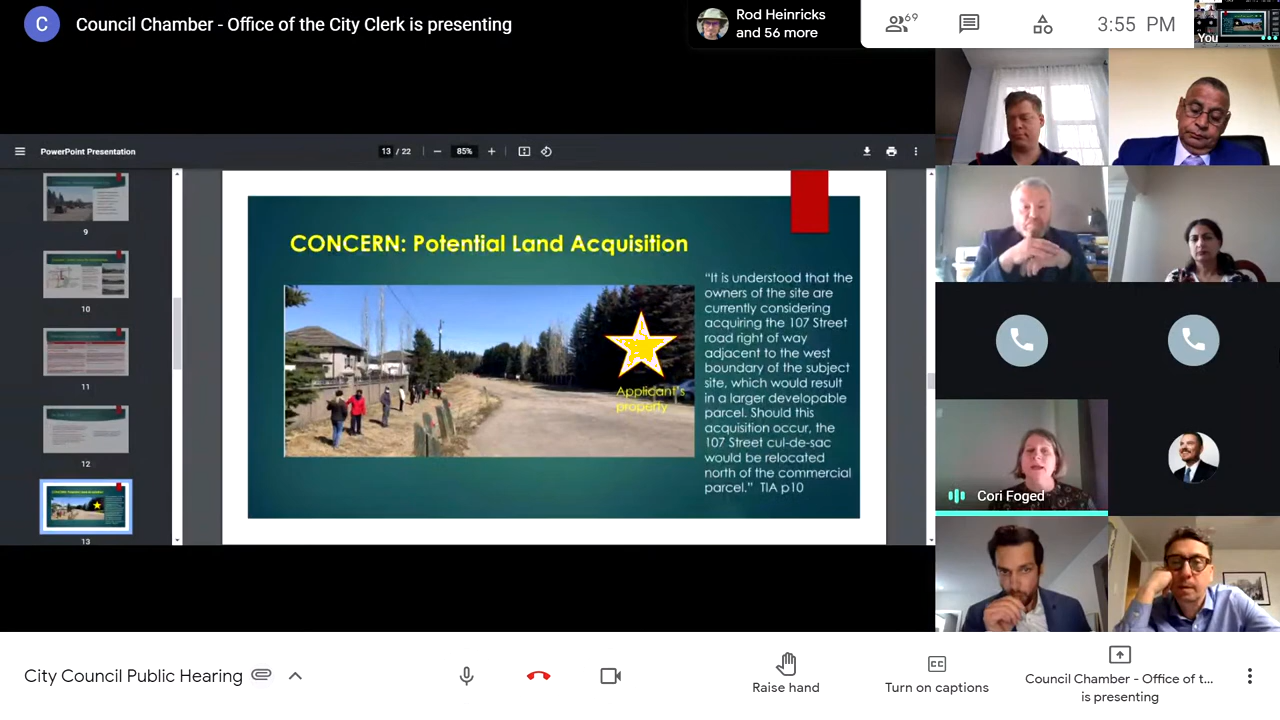 C
Council Chamber - Office of the City Clerk is presenting
Rod Heinricks
and 56 more
69
3:55 PM
You
PowerPoint Presentation
13 / 22
85%
9
10
11
12
13
CONCERN: Potential Land Acquisition
Applicant's
property
"It is understood that the
owners of the site are
currently considering
acquiring the 107 Street
road right of way
adjacent to the west
boundary of the subject
site, which would result
in a larger developable
parcel. Should this
acquisition occur, the
107 Street cul-de-sac
would be relocated
north of the commercial
parcel." TIA p10
Cori Foged
City Council Public Hearing
Raise hand
Turn on captions
Council Chamber - Office of t...
is presenting